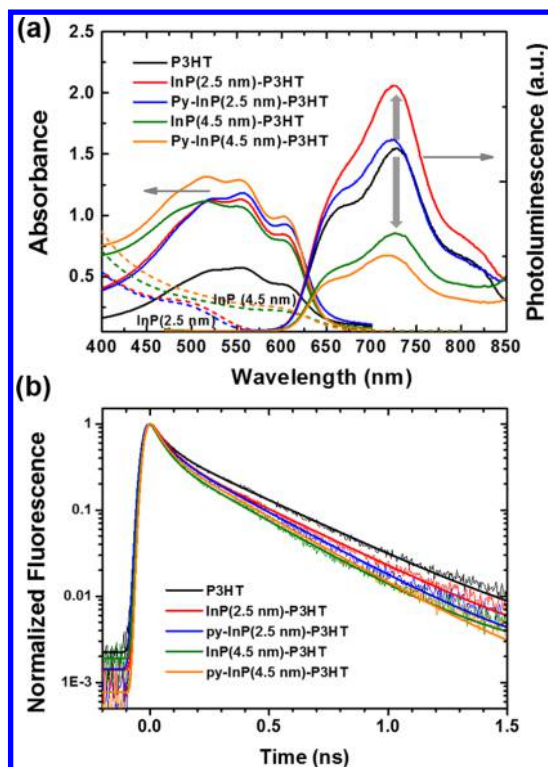 (a)
2.5
2.0
1.5
1.0
0.5
Absorbance
P3HT
InP(2.5 nm)-P3HT
Py-InP(2.5 nm)-P3HT
InP(4.5 nm)-P3HT
Py-InP(4.5 nm)-P3HT
InP (4.5 nm)
InP(2.5 nm)
Photoluminescence (a.u.)
400 450 500 550 600 650 700 750 800 850
Wavelength (nm)
(b)
1
0.1
0.01
1E-3
Normalized Fluorescence
P3HT
InP(2.5 nm)-P3HT
py-InP(2.5 nm)-P3HT
InP(4.5 nm)-P3HT
py-InP(4.5 nm)-P3HT
0.0 0.5 1.0 1.5
Time (ns)